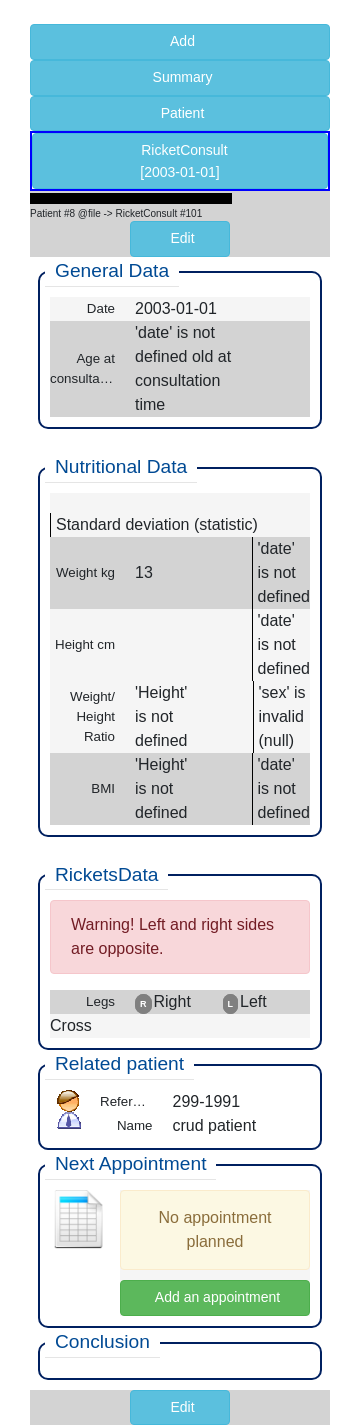 Add
Summary
Patient
RicketConsult
[2003-01-01]
Patient #8 @file -> RicketConsult #101
Edit
General Data
Date 2003-01-01
Age at consulta… 'date' is not
defined old at
consultation
time
Nutritional Data
Standard deviation (statistic)
Weight kg 13 'date'
is not
defined
Height cm 'date'
is not
defined
Weight/ 'Height' 'sex' is
Height is not invalid
Ratio defined (null)
BMI 'Height' 'date'
is not is not
defined defined
RicketsData
Warning! Left and right sides
are opposite.
Legs R Right L Left
Cross
Related patient
Refer… 299-1991
Name crud patient
Next Appointment
No appointment
planned
Add an appointment
Conclusion
Edit